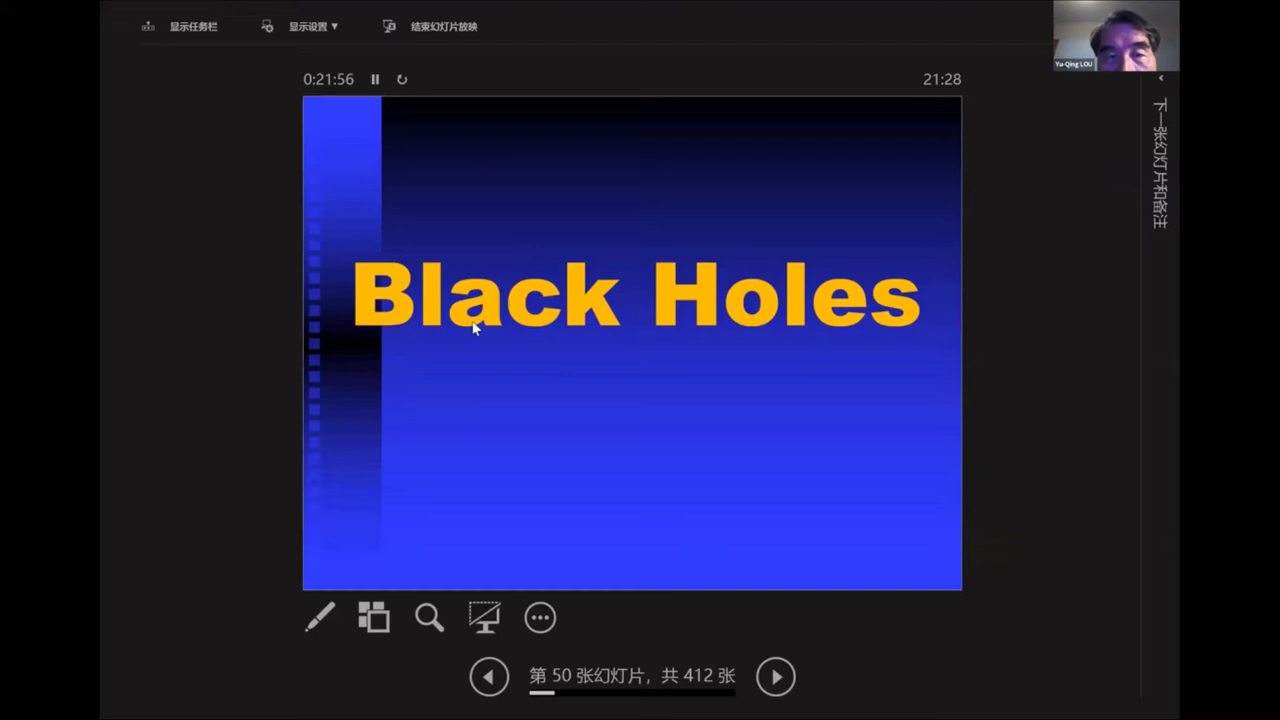 显示任务栏
显示设置 ▼
结束幻灯片放映
Yu-Qing LOU
0:21:56
21:28
下一张幻灯片和备注
Black Holes
第 50 张幻灯片，共 412 张